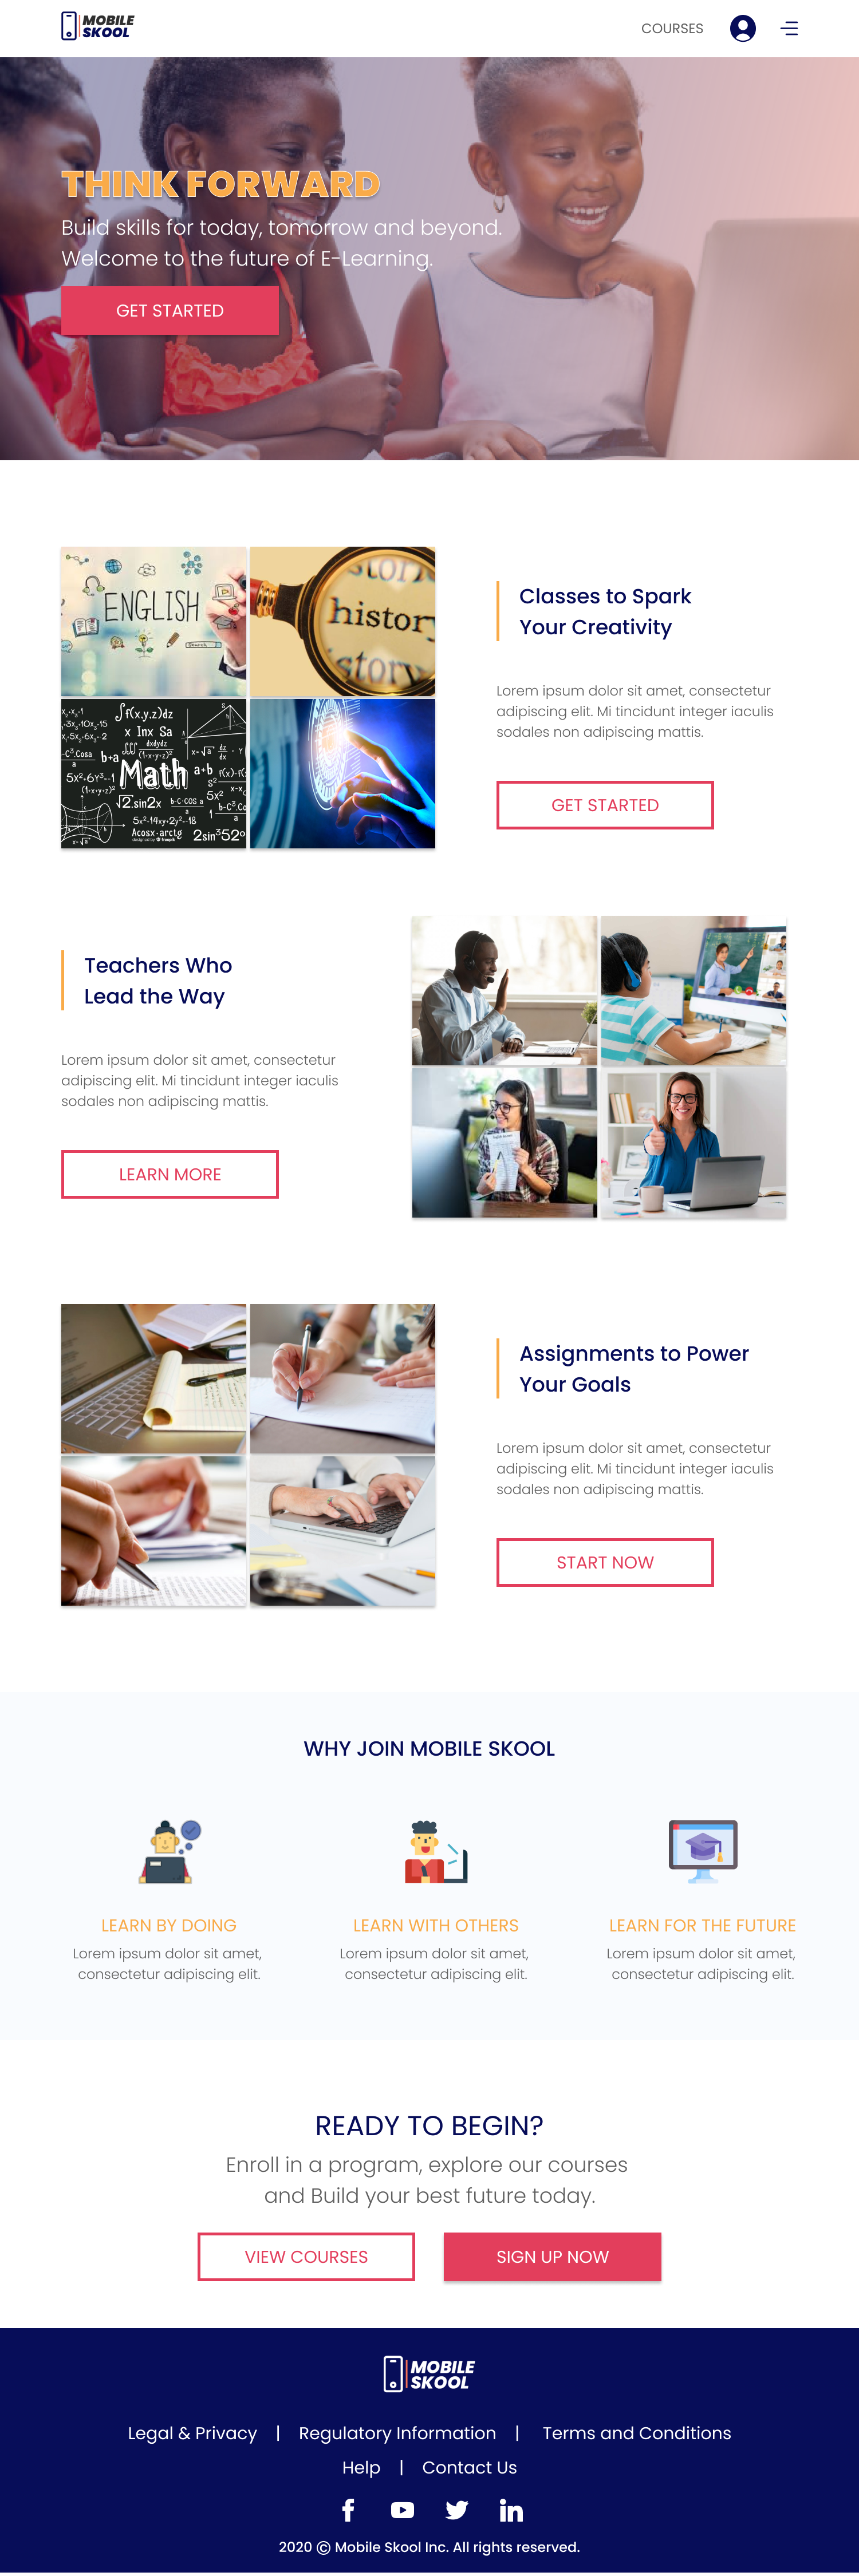 MOBILE
SKOOL
COURSES
THINK FORWARD
Build skills for today, tomorrow and beyond.
Welcome to the future of E-Learning.
GET STARTED
ENGLISH
Search
history
Math
Classes to Spark
Your Creativity
Lorem ipsum dolor sit amet, consectetur
adipiscing elit. Mi tincidunt integer iaculis
sodales non adipiscing mattis.
GET STARTED
Teachers Who
Lead the Way
Lorem ipsum dolor sit amet, consectetur
adipiscing elit. Mi tincidunt integer iaculis
sodales non adipiscing mattis.
LEARN MORE
Assignments to Power
Your Goals
Lorem ipsum dolor sit amet, consectetur
adipiscing elit. Mi tincidunt integer iaculis
sodales non adipiscing mattis.
START NOW
WHY JOIN MOBILE SKOOL
LEARN BY DOING
Lorem ipsum dolor sit amet,
consectetur adipiscing elit.
LEARN WITH OTHERS
Lorem ipsum dolor sit amet,
consectetur adipiscing elit.
LEARN FOR THE FUTURE
Lorem ipsum dolor sit amet,
consectetur adipiscing elit.
READY TO BEGIN?
Enroll in a program, explore our courses
and Build your best future today.
VIEW COURSES
SIGN UP NOW
MOBILE
SKOOL
Legal & Privacy | Regulatory Information | Terms and Conditions
Help | Contact Us
2020 © Mobile Skool Inc. All rights reserved.